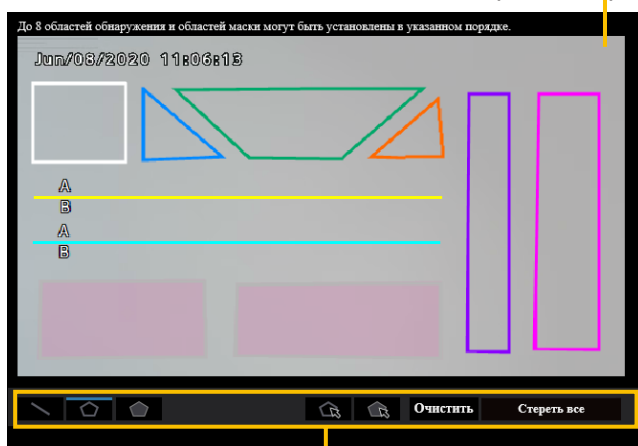 До 8 областей обнаружения и областей маски могут быть установлены в указанном порядке.
Jun/08/2020 11:06:13
A
B
A
B
Очистить Стереть все